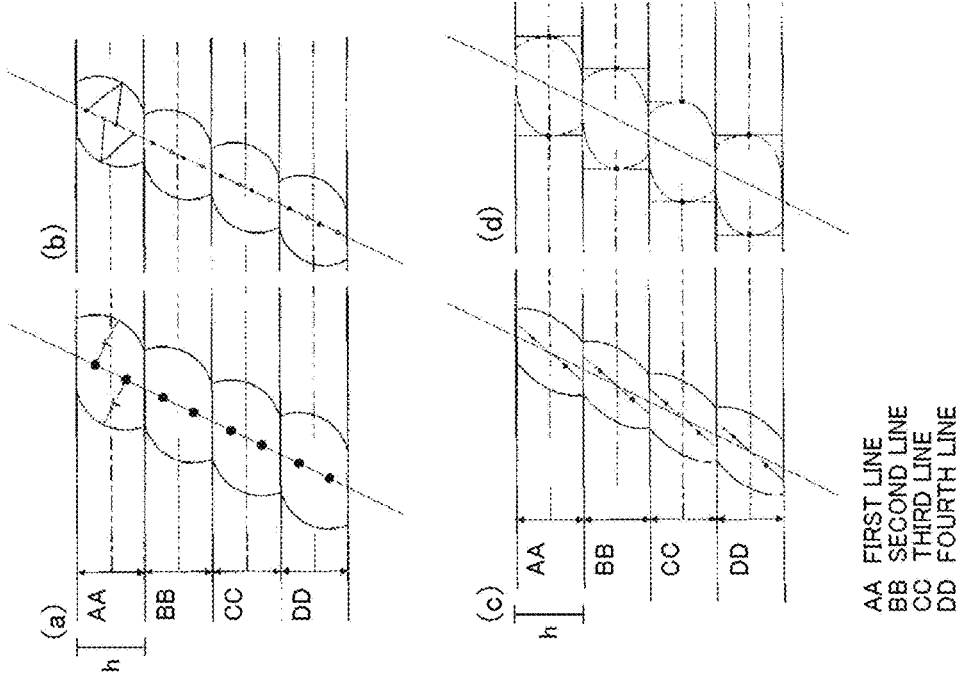 (a)
h
AA
BB
CC
DD
(b)
(c)
h
AA
BB
CC
DD
(d)
AA FIRST LINE
BB SECOND LINE
CC THIRD LINE
DD FOURTH LINE